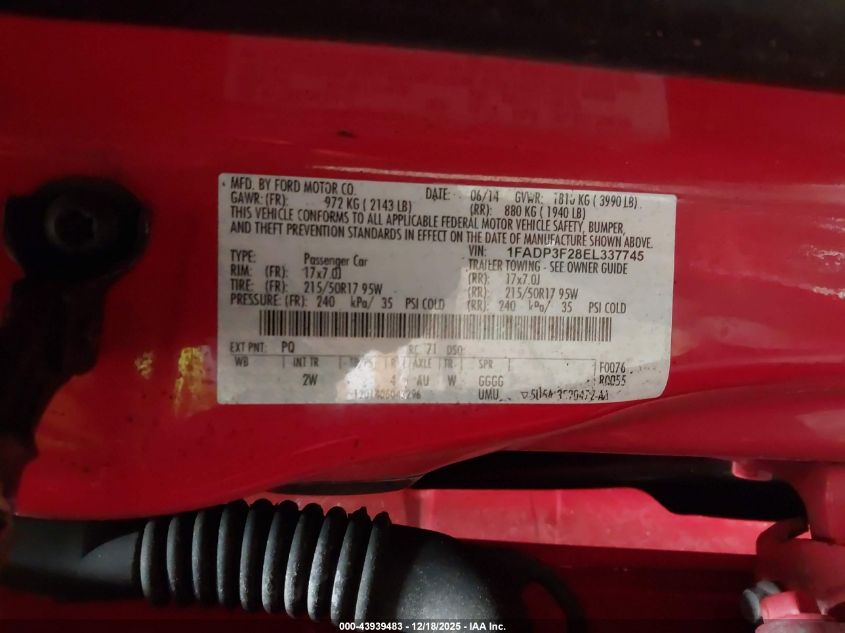 MFD. BY FORD MOTOR CO. DATE: 06/14 GVWR: 1810 KG ( 3990 LB)
GAWR: (FR) 972 KG ( 2143 LB) (RR): 880 KG ( 1940 LB)
THIS VEHICLE CONFORMS TO ALL APPLICABLE FEDERAL MOTOR VEHICLE SAFETY, BUMPER,
AND THEFT PREVENTION STANDARDS IN EFFECT ON THE DATE OF MANUFACTURE SHOWN ABOVE.
VIN: 1FADP3F28EL337745
TYPE: Passenger Car TRAILER TOWING - SEE OWNER GUIDE
RIM: (FR) 17x7.0J (RR): 17x7.0J
TIRE: (FR): 215/50R17 95W (RR): 215/50R17 95W
PRESSURE: (FR): 240 kPa/ 35 PSI COLD (RR): 240 kPa/ 35 PSI COLD
EXT PNT: PQ RC: 71 DSO:
WB INT TR R AXLE TR SPR F0076
2W 4 AU W GGGG R0055
UMU
000-43939483 - 12/18/2025 - © IAA Inc.